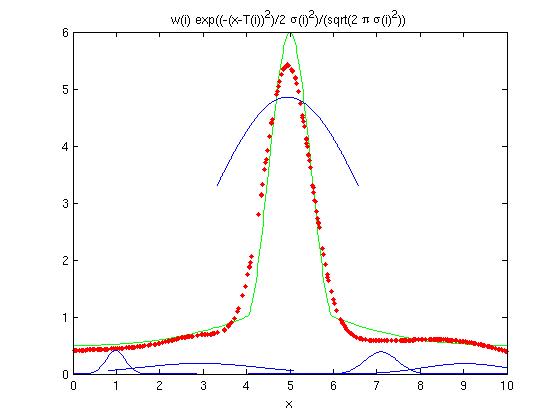 w(i) exp((-(x-T(i))²)/2 σ(i)²)/(sqrt(2 π σ(i)²))
6
5
4
3
2
1
0
0 1 2 3 4 5 6 7 8 9 10
x